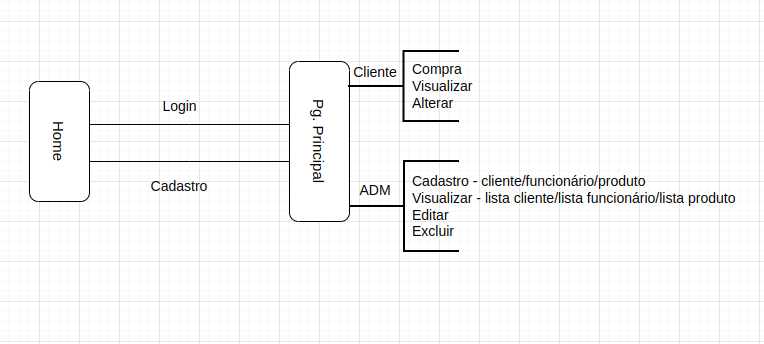 Home
Login
Cadastro
Pg. Principal
Cliente
Compra
Visualizar
Alterar
ADM
Cadastro - cliente/funcionário/produto
Visualizar - lista cliente/lista funcionário/lista produto
Editar
Excluir